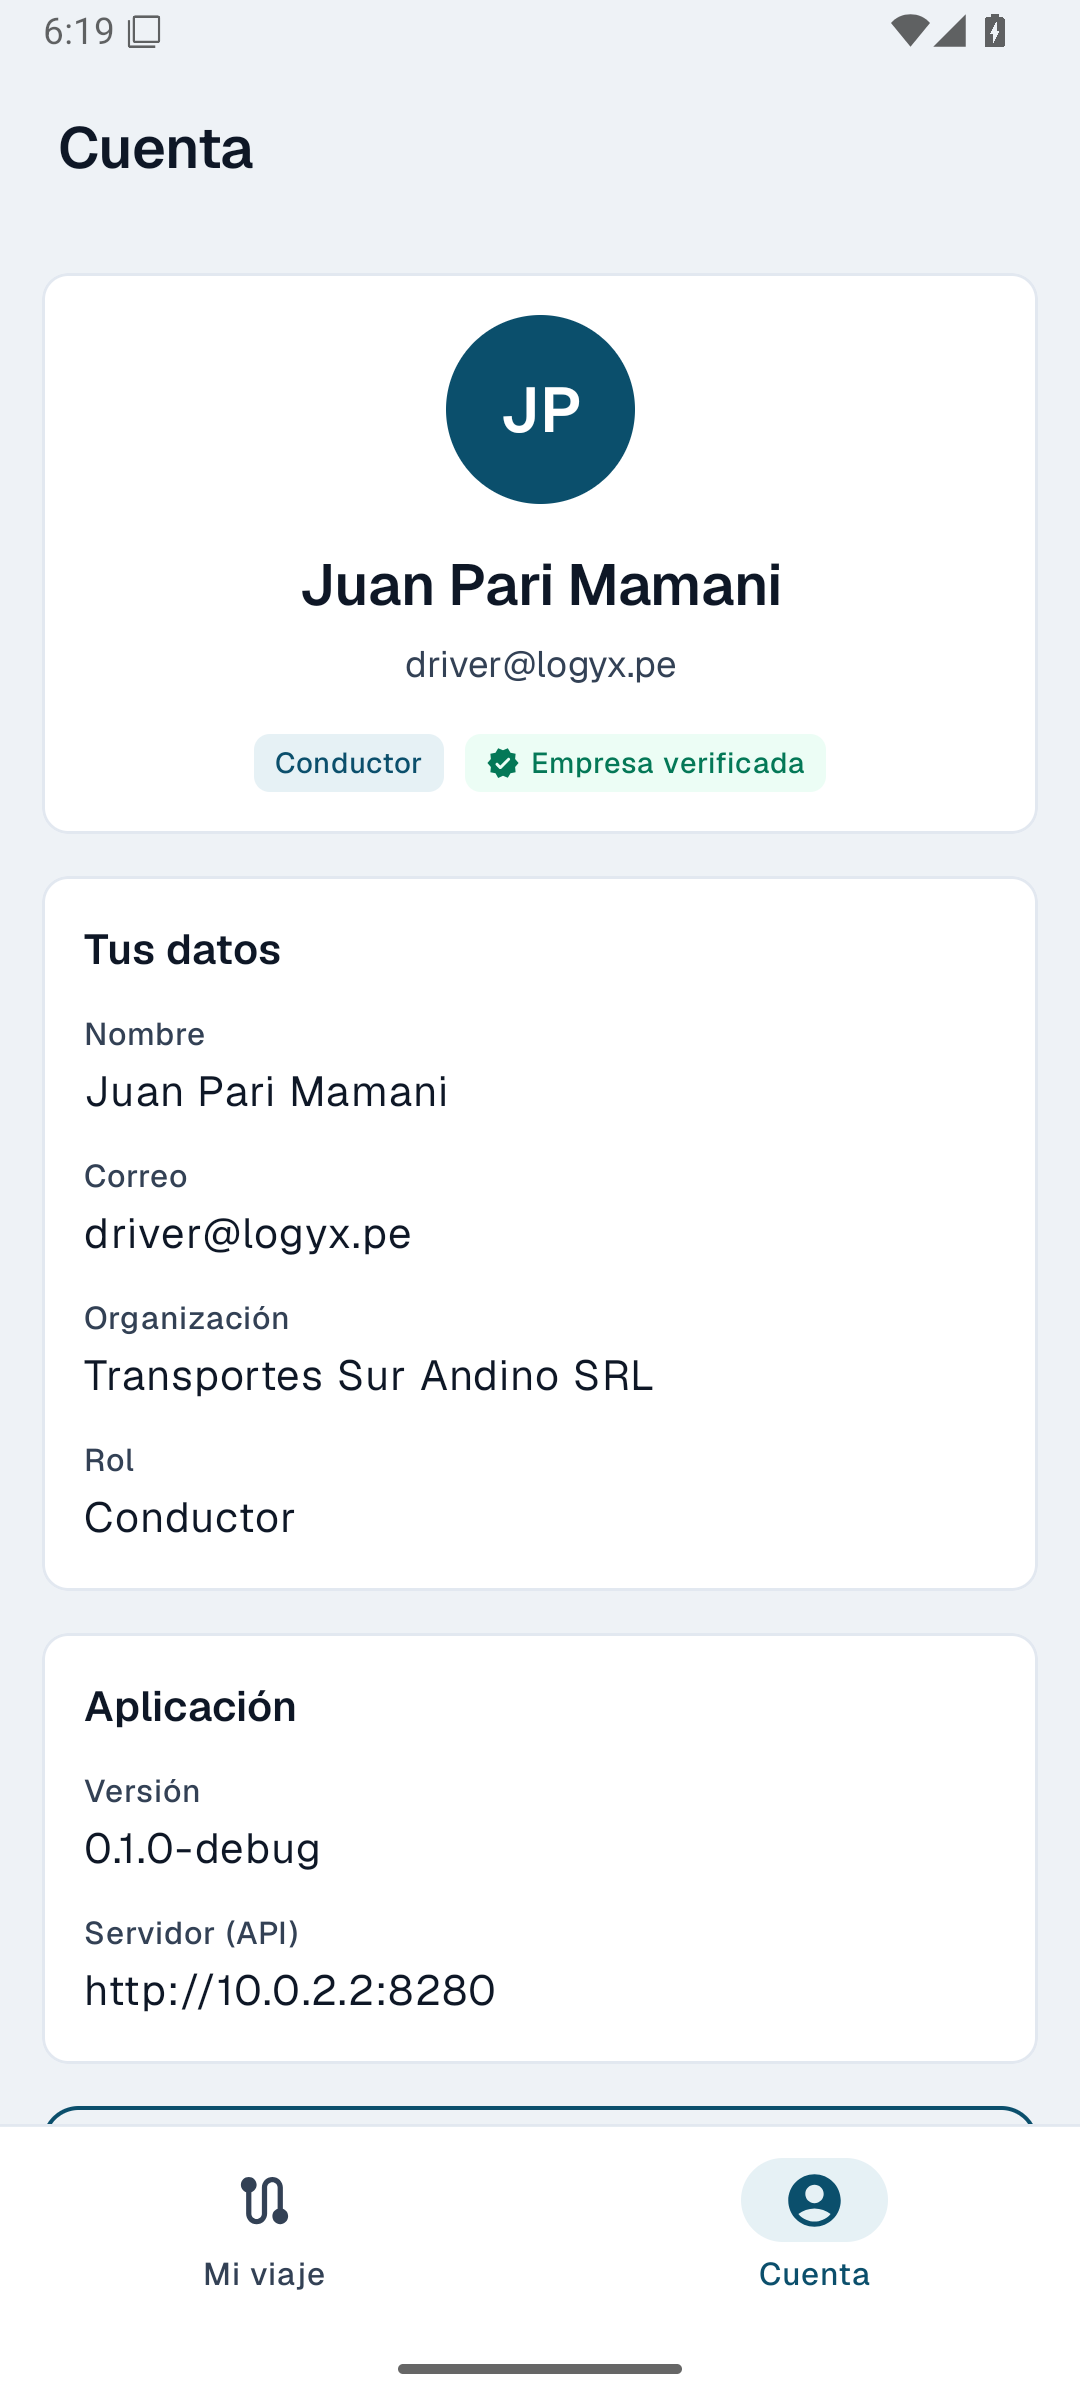 6:19
Cuenta
JP
Juan Pari Mamani
driver@logyx.pe
Conductor
Empresa verificada
Tus datos
Nombre
Juan Pari Mamani
Correo
driver@logyx.pe
Organización
Transportes Sur Andino SRL
Rol
Conductor
Aplicación
Versión
0.1.0-debug
Servidor (API)
http://10.0.2.2:8280
Mi viaje
Cuenta